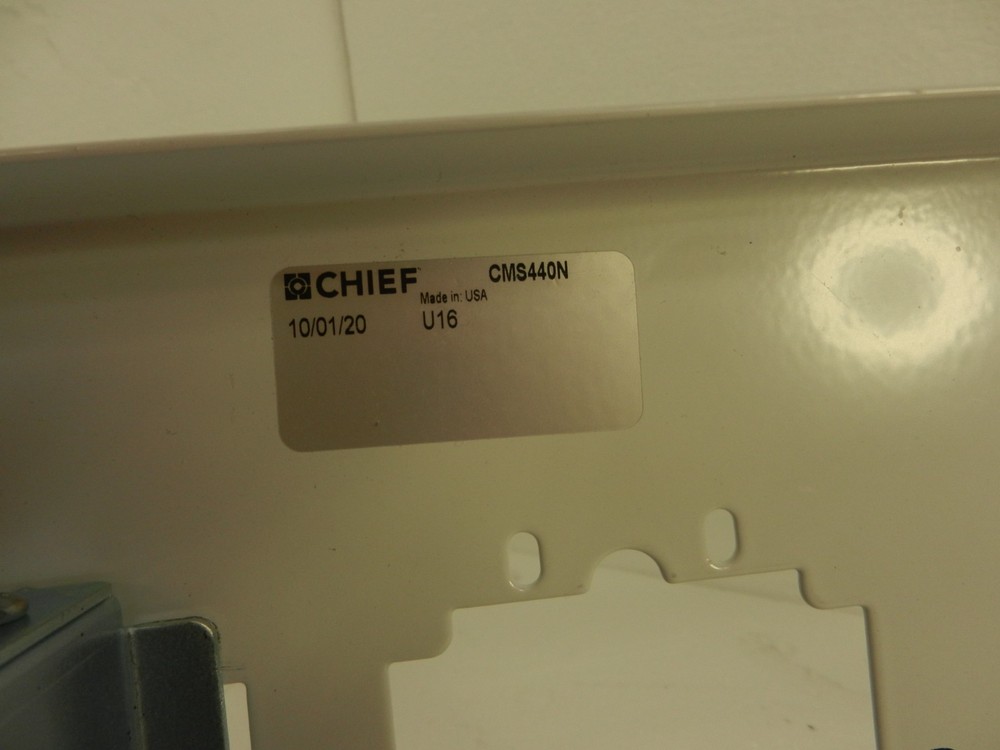 CHIEF CMS440N
Made in: USA
10/01/20 U16